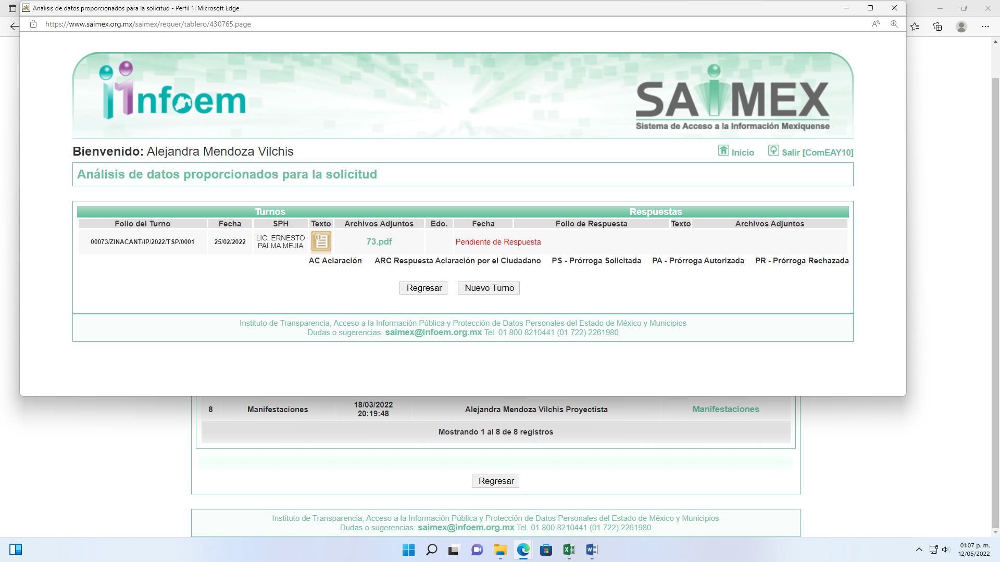 Análisis de datos proporcionados para la solicitud - Perfil 1: Microsoft Edge
https://www.saimex.org.mx/saimex/requer/tablero/430765.page
infoem
SAIMEX
Sistema de Acceso a la Información Mexiquense
Bienvenido: Alejandra Mendoza Vilchis
Inicio Salir [ComEAY10]
Análisis de datos proporcionados para la solicitud
Turnos Respuestas
Folio del Turno Fecha SPH Texto Archivos Adjuntos Edo. Fecha Folio de Respuesta Texto Archivos Adjuntos
00073/ZINACANT/IP/2022/TSP/0001 25/02/2022 LIC. ERNESTO PALMA MEJIA 73.pdf Pendiente de Respuesta
AC Aclaración ARC Respuesta Aclaración por el Ciudadano PS - Prórroga Solicitada PA - Prórroga Autorizada PR - Prórroga Rechazada
Regresar Nuevo Turno
Instituto de Transparencia, Acceso a la Información Pública y Protección de Datos Personales del Estado de México y Municipios
Dudas o sugerencias: saimex@infoem.org.mx Tel. 01 800 8210441 (01 722) 2261980
8 Manifestaciones 18/03/2022 20:19:48 Alejandra Mendoza Vilchis Proyectista Manifestaciones
Mostrando 1 al 8 de 8 registros
Regresar
Instituto de Transparencia, Acceso a la Información Pública y Protección de Datos Personales del Estado de México y Municipios
Dudas o sugerencias: saimex@infoem.org.mx Tel. 01 800 8210441 (01 722) 2261980
01:07 p. m.
12/05/2022